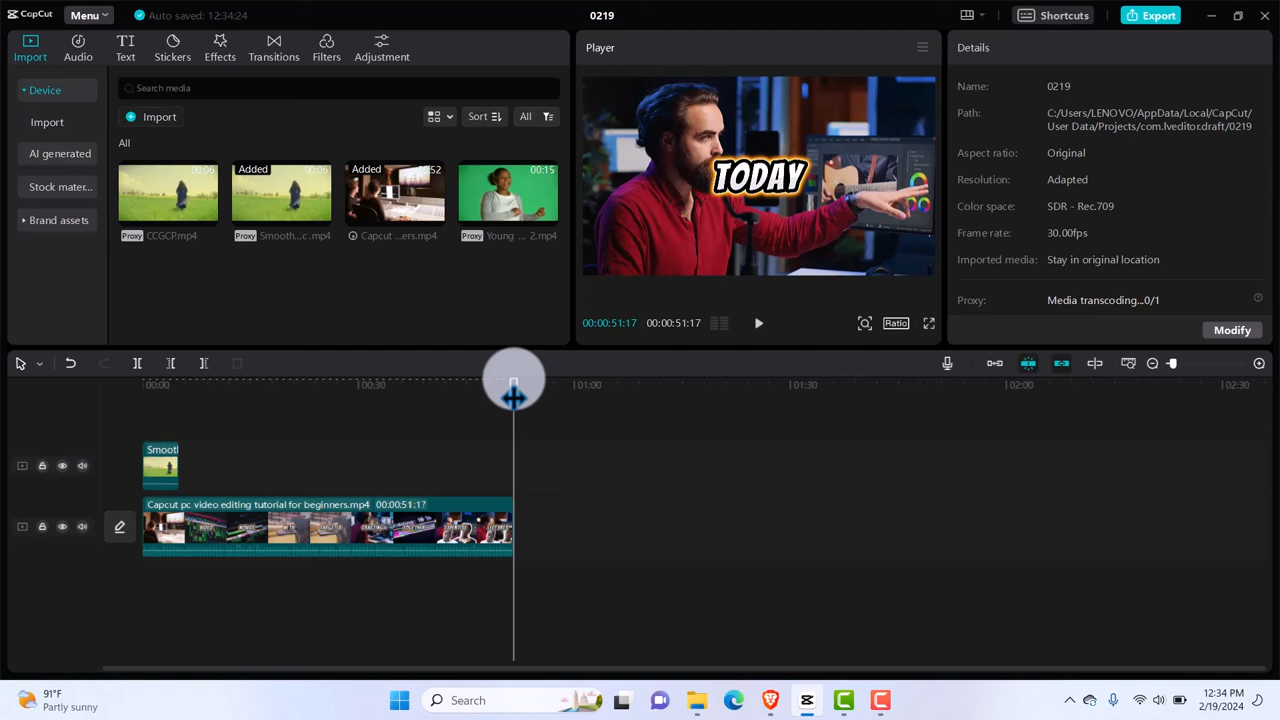 CapCut
Menu
Auto saved: 12:34:24
0219
Shortcuts
Export
Import
Audio
Text
Stickers
Effects
Transitions
Filters
Adjustment
Device
Import
AI generated
Stock mater...
Brand assets
Search media
Import
Sort
All
All
00:06
Proxy CCGCP.mp4
Added
00:06
Proxy Smooth...c .mp4
Added
Capcut ...ers.mp4
00:15
Proxy Young ... 2.mp4
Player
TODAY
00:00:51:17
00:00:51:17
Ratio
Details
Name: 0219
Path: C:/Users/LENOVO/AppData/Local/CapCut/
User Data/Projects/com.lveditor.draft/0219
Aspect ratio: Original
Resolution: Adapted
Color space: SDR - Rec.709
Frame rate: 30.00fps
Imported media: Stay in original location
Proxy: Media transcoding...0/1
Modify
00:00
00:30
01:00
01:30
02:00
02:30
Smooth
Capcut pc video editing tutorial for beginners.mp4 00:00:51:17
91°F
Partly sunny
Search
12:34 PM
2/19/2024